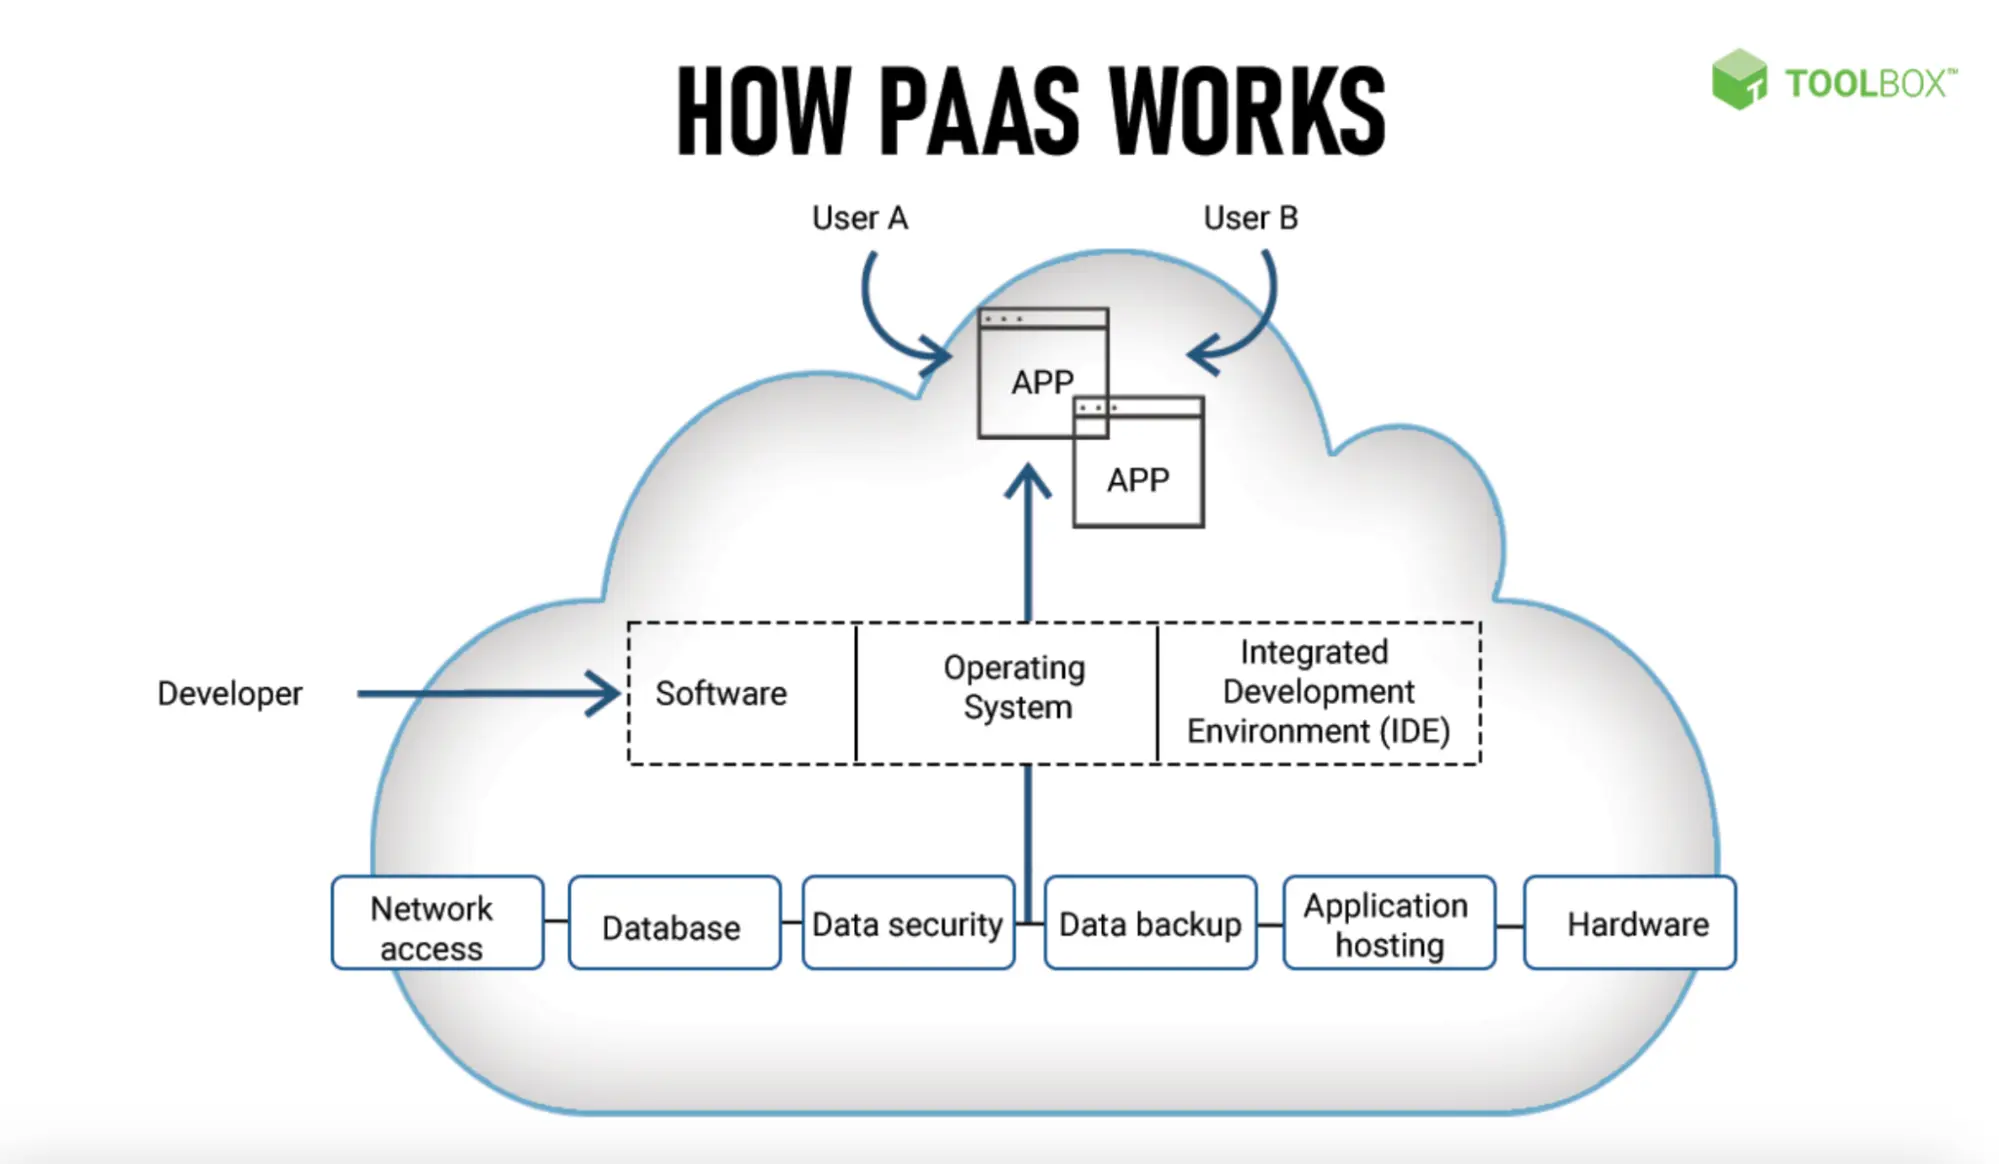 HOW PAAS WORKS
TOOLBOX™
User A
User B
APP
APP
Developer
Software
Operating
System
Integrated
Development
Environment (IDE)
Network
access
Database
Data security
Data backup
Application
hosting
Hardware